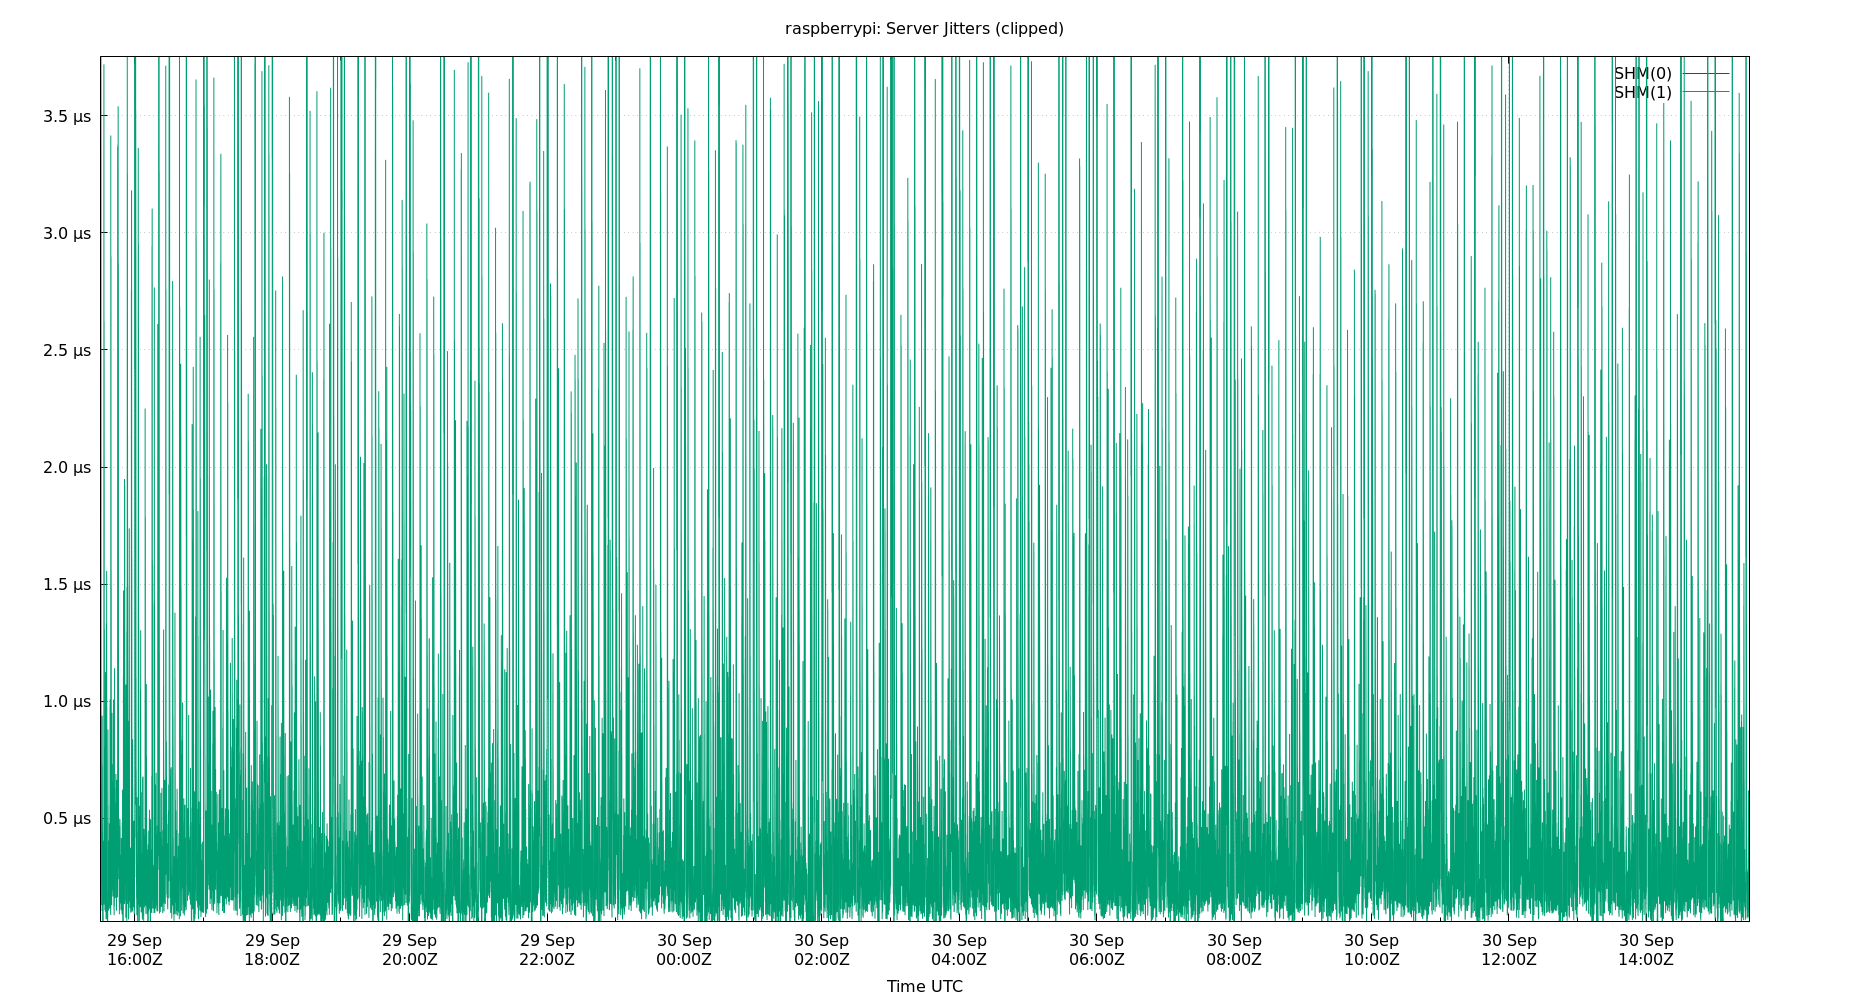 raspberrypi: Server Jitters (clipped)
SHM(0)
SHM(1)
3.5 µs
3.0 µs
2.5 µs
2.0 µs
1.5 µs
1.0 µs
0.5 µs
29 Sep 29 Sep 29 Sep 29 Sep 30 Sep 30 Sep 30 Sep 30 Sep 30 Sep 30 Sep 30 Sep 30 Sep
16:00Z 18:00Z 20:00Z 22:00Z 00:00Z 02:00Z 04:00Z 06:00Z 08:00Z 10:00Z 12:00Z 14:00Z
Time UTC